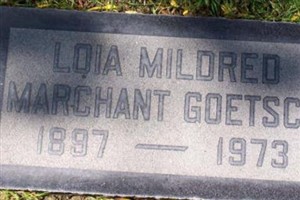 LOIA MILDRED
MARCHANT GOETSC
1897 — 1973